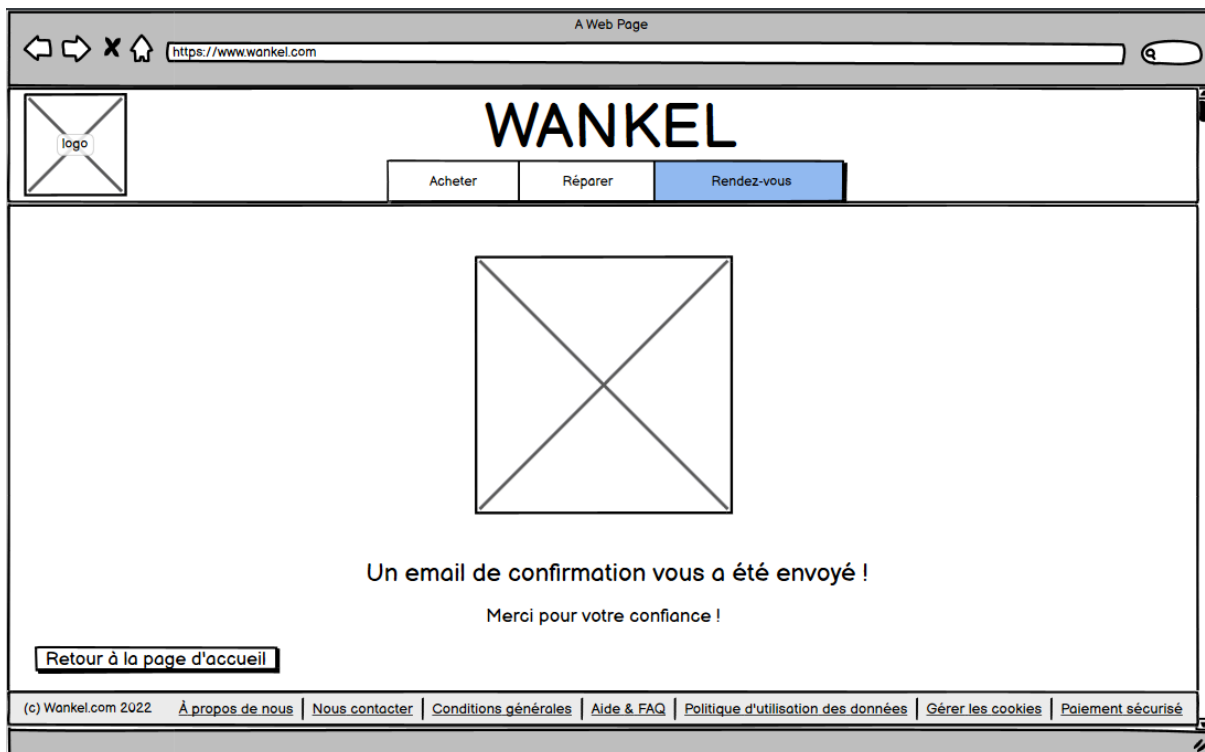 A Web Page
https://www.wankel.com
logo
WANKEL
Acheter Réparer Rendez-vous
Un email de confirmation vous a été envoyé !
Merci pour votre confiance !
Retour à la page d'accueil
(c) Wankel.com 2022 À propos de nous Nous contacter Conditions générales Aide & FAQ Politique d'utilisation des données Gérer les cookies Paiement sécurisé